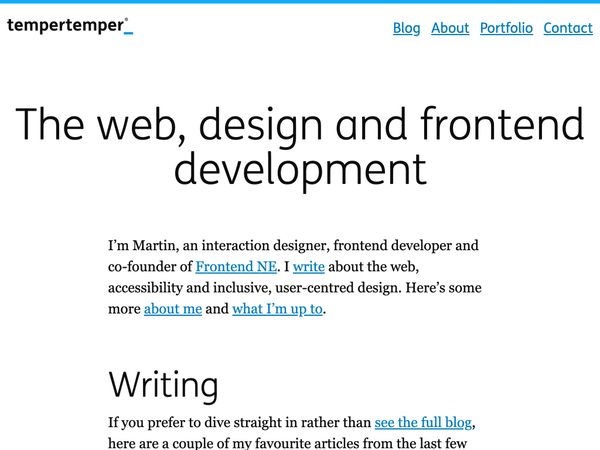 tempertemper®_
Blog About Portfolio Contact
The web, design and frontend
development
I’m Martin, an interaction designer, frontend developer and
co-founder of Frontend NE. I write about the web,
accessibility and inclusive, user-centred design. Here’s some
more about me and what I’m up to.
Writing
If you prefer to dive straight in rather than see the full blog,
here are a couple of my favourite articles from the last few